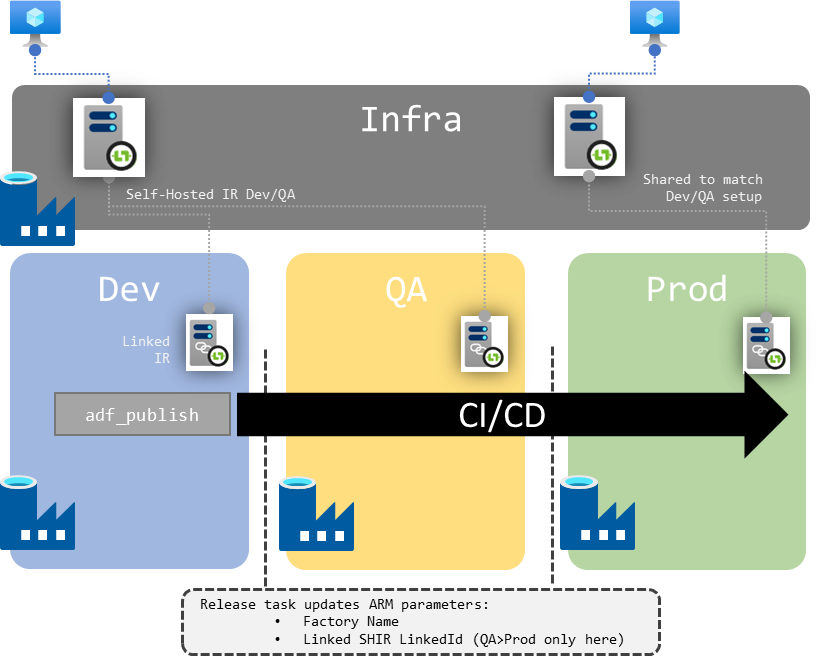 Infra
Self-Hosted IR Dev/QA
Shared to match
Dev/QA setup
Dev
QA
Prod
Linked
IR
adf_publish
CI/CD
Release task updates ARM parameters:
• Factory Name
• Linked SHIR LinkedId (QA>Prod only here)